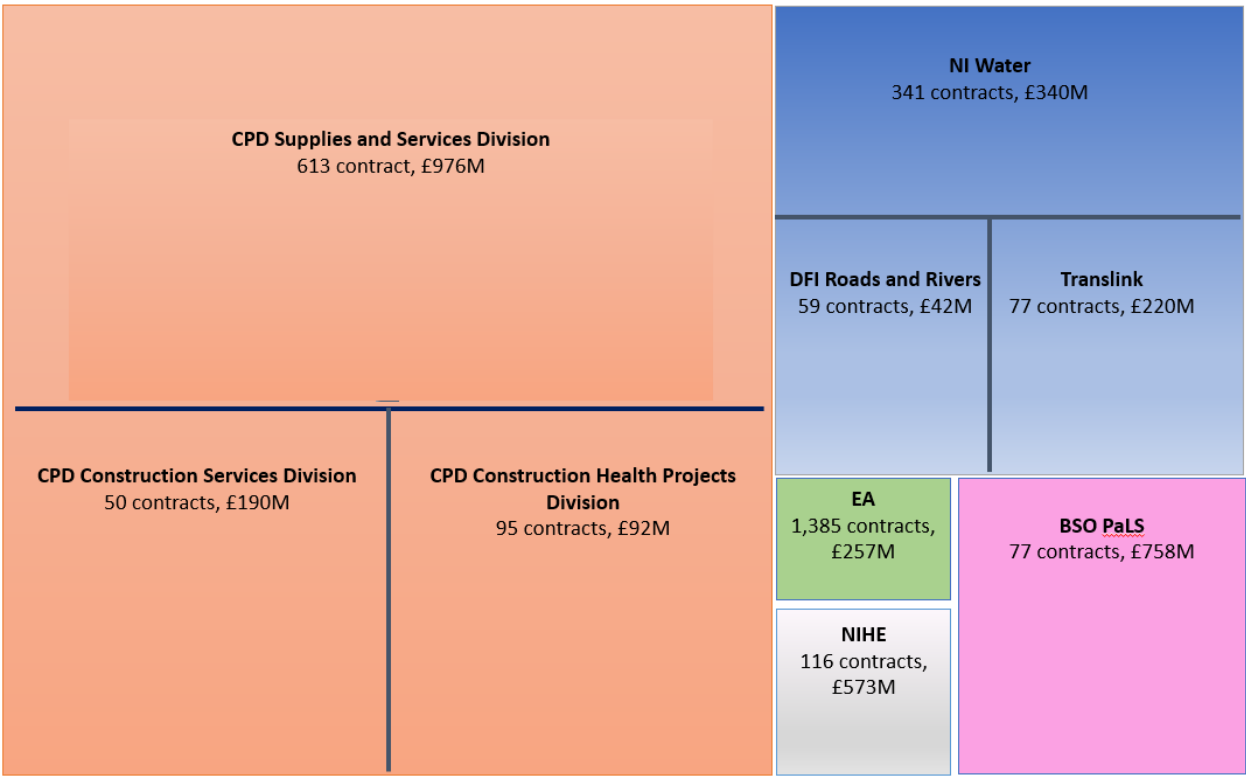 CPD Supplies and Services Division
613 contract, £976M
CPD Construction Services Division
50 contracts, £190M
CPD Construction Health Projects
Division
95 contracts, £92M
NI Water
341 contracts, £340M
DFI Roads and Rivers
59 contracts, £42M
Translink
77 contracts, £220M
EA
1,385 contracts,
£257M
NIHE
116 contracts,
£573M
BSO PaLS
77 contracts, £758M